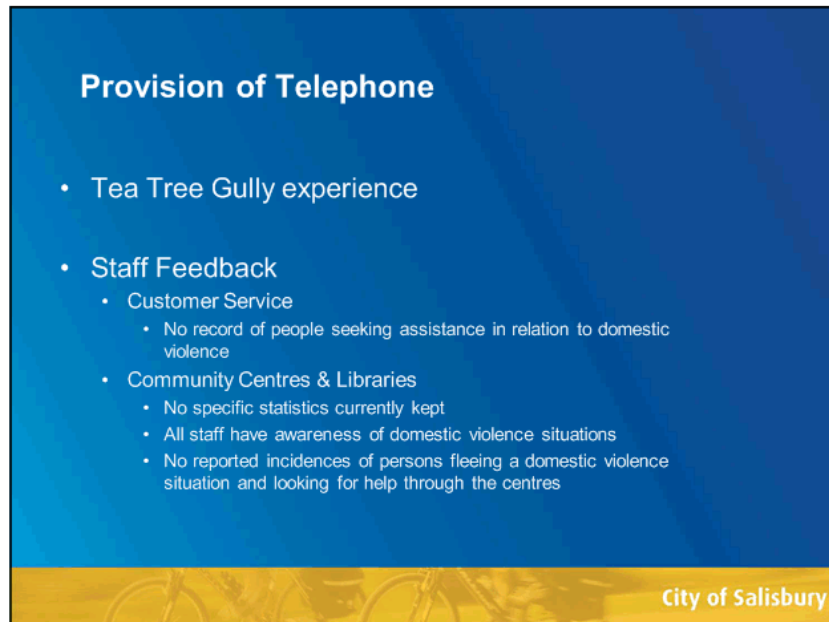 Provision of Telephone
• Tea Tree Gully experience
• Staff Feedback
• Customer Service
• No record of people seeking assistance in relation to domestic
violence
• Community Centres & Libraries
• No specific statistics currently kept
• All staff have awareness of domestic violence situations
• No reported incidences of persons fleeing a domestic violence
situation and looking for help through the centres
City of Salisbury